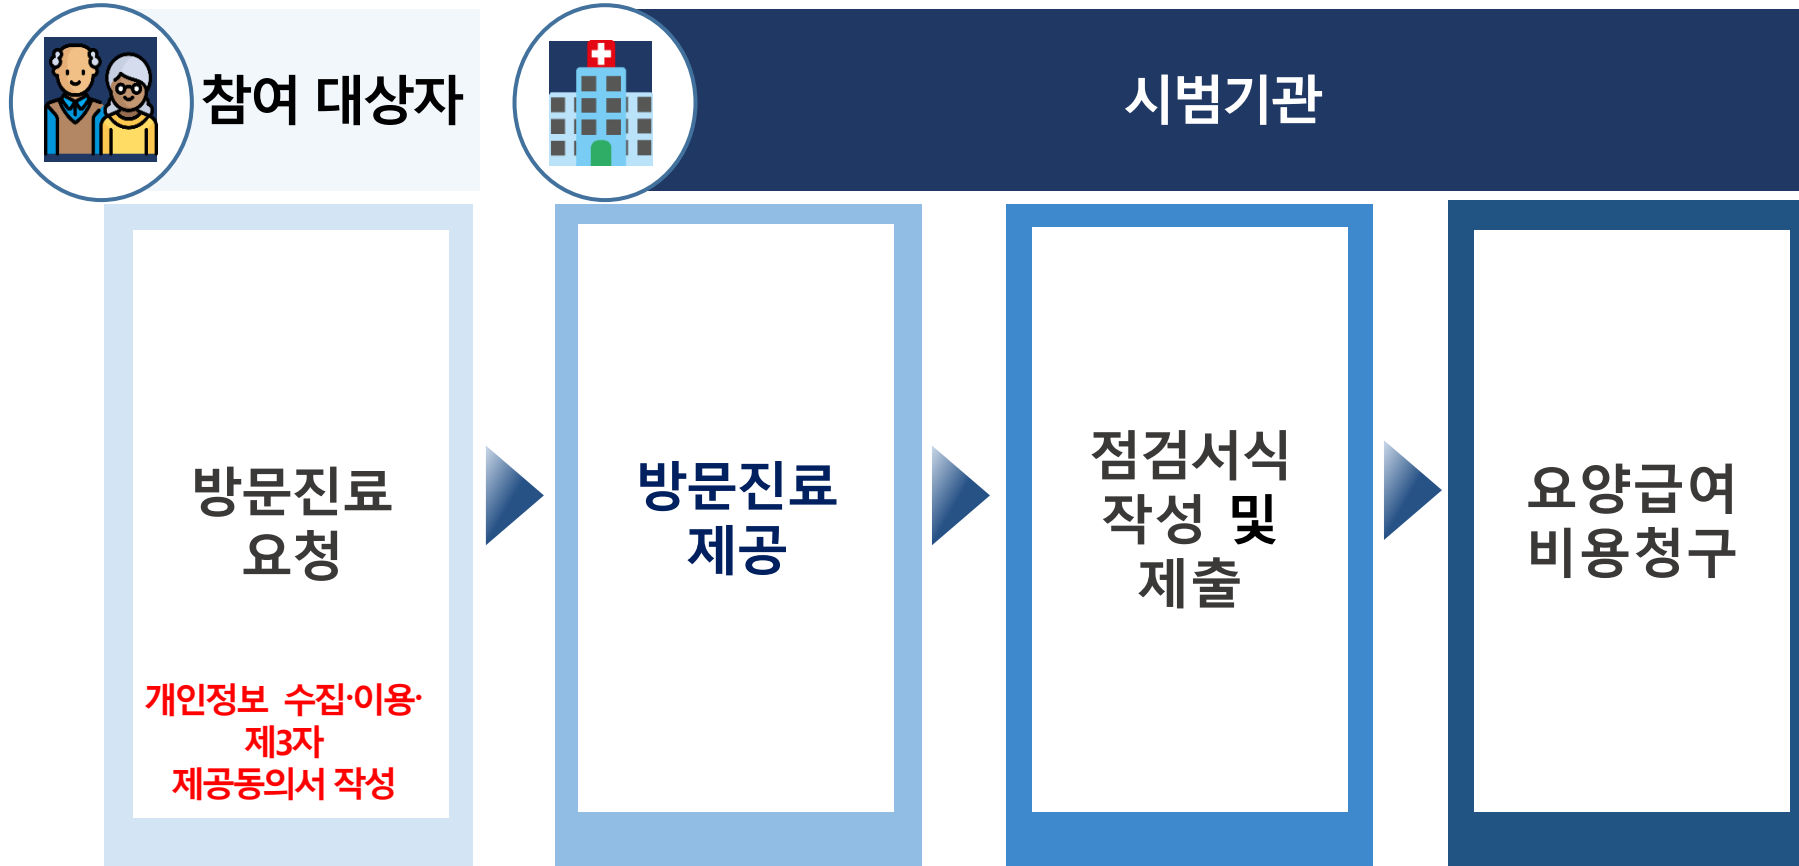 참여 대상자
시범기관
방문진료
요청
개인정보 수집·이용·
제3자
제공동의서 작성
방문진료
제공
점검서식
작성 및
제출
요양급여
비용청구